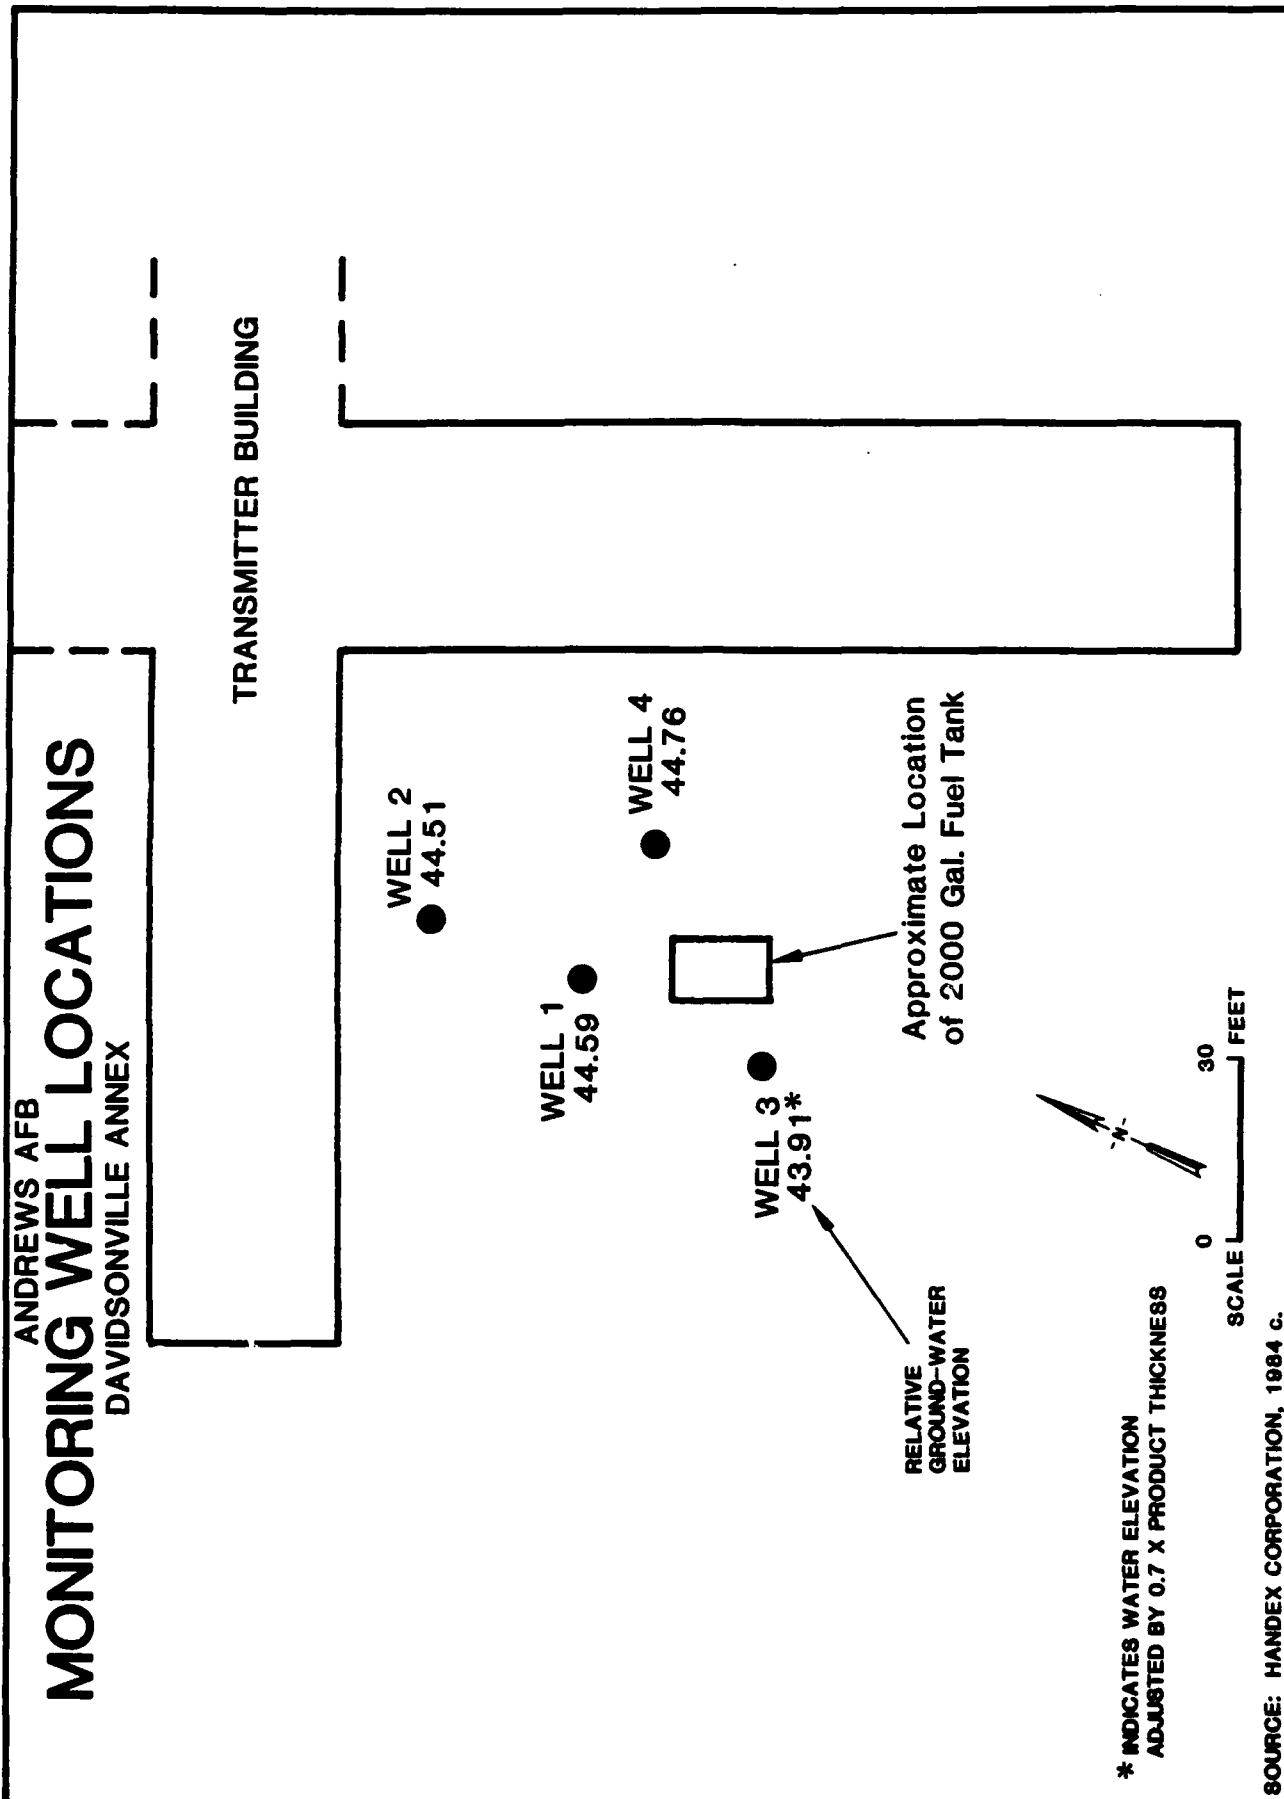 ANDREWS AFB
MONITORING WELL LOCATIONS
DAVIDSONVILLE ANNEX
TRANSMITTER BUILDING
WELL 2
44.51
WELL 1
44.59
WELL 4
44.76
WELL 3
43.91*
Approximate Location
of 2000 Gal. Fuel Tank
RELATIVE
GROUND-WATER
ELEVATION
-N-
0 30
SCALE FEET
* INDICATES WATER ELEVATION
ADJUSTED BY 0.7 X PRODUCT THICKNESS
SOURCE: HANDEX CORPORATION, 1984 c.